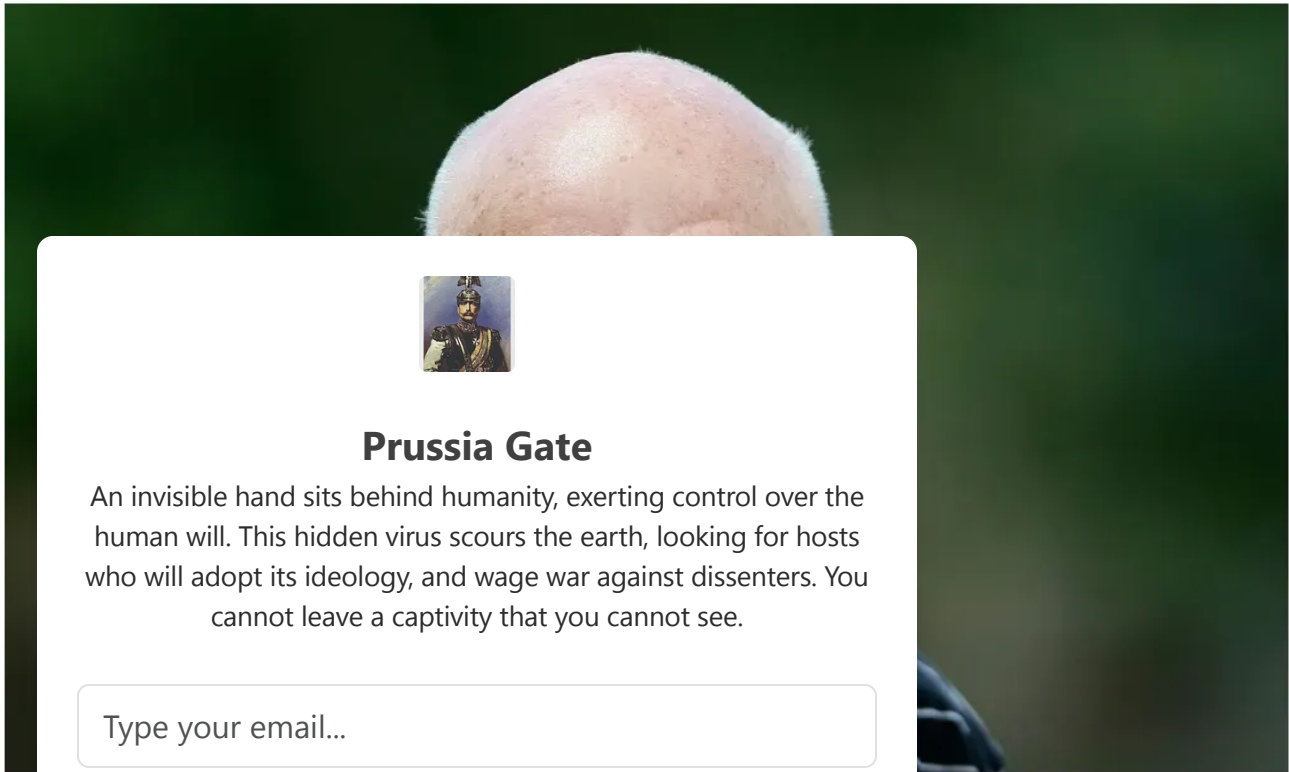 Prussia Gate
An invisible hand sits behind humanity, exerting control over the
human will. This hidden virus scours the earth, looking for hosts
who will adopt its ideology, and wage war against dissenters. You
cannot leave a captivity that you cannot see.
Type your email...